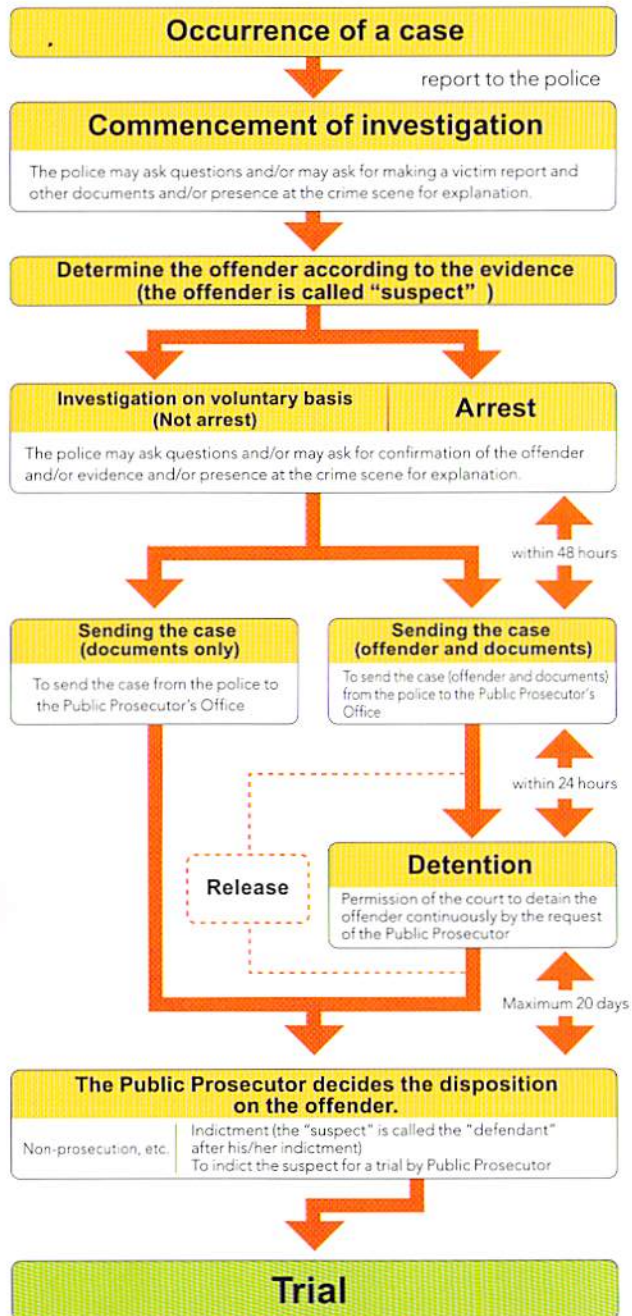 Occurrence of a case
report to the police
Commencement of investigation
The police may ask questions and/or may ask for making a victim report and
other documents and/or presence at the crime scene for explanation.
Determine the offender according to the evidence
(the offender is called “suspect” )
Investigation on voluntary basis
(Not arrest)
Arrest
The police may ask questions and/or may ask for confirmation of the offender
and/or evidence and/or presence at the crime scene for explanation.
within 48 hours
Sending the case
(documents only)
To send the case from the police to
the Public Prosecutor's Office
Sending the case
(offender and documents)
To send the case (offender and documents)
from the police to the Public Prosecutor's
Office
within 24 hours
Release
Detention
Permission of the court to detain the
offender continuously by the request
of the Public Prosecutor
Maximum 20 days
The Public Prosecutor decides the disposition
on the offender.
Non-prosecution, etc.
Indictment (the “suspect” is called the “defendant”
after his/her indictment)
To indict the suspect for a trial by Public Prosecutor
Trial